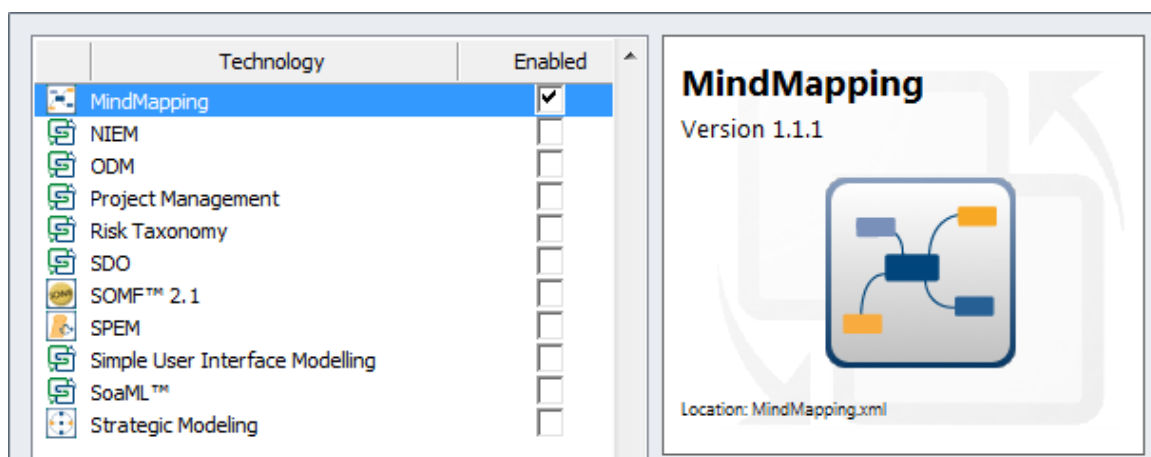 Technology Enabled
MindMapping
NIEM
ODM
Project Management
Risk Taxonomy
SDO
SOMF™ 2.1
SPEM
Simple User Interface Modelling
SoaML™
Strategic Modeling
MindMapping
Version 1.1.1
Location: MindMapping.xml